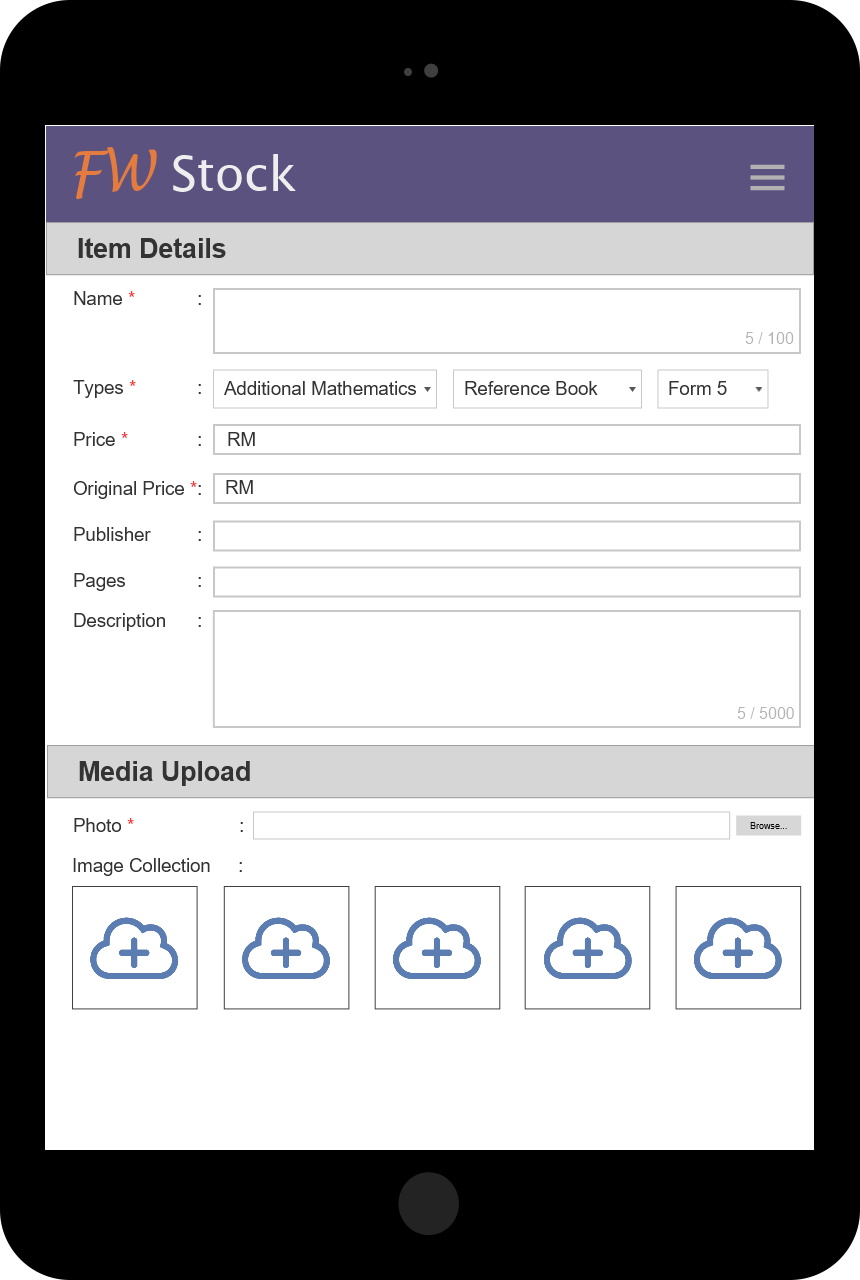 FW Stock
Item Details
Name * :
5 / 100
Types * : Additional Mathematics Reference Book Form 5
Price * : RM
Original Price *: RM
Publisher :
Pages :
Description :
5 / 5000
Media Upload
Photo * : Browse...
Image Collection :